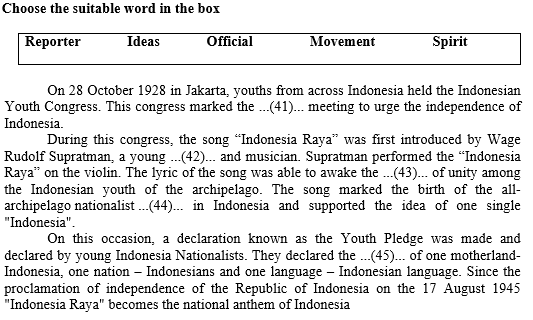 Choose the suitable word in the box
Reporter Ideas Official Movement Spirit
On 28 October 1928 in Jakarta, youths from across Indonesia held the Indonesian
Youth Congress. This congress marked the ...(41)... meeting to urge the independence of
Indonesia.
During this congress, the song “Indonesia Raya” was first introduced by Wage
Rudolf Supratman, a young ...(42)... and musician. Supratman performed the “Indonesia
Raya” on the violin. The lyric of the song was able to awake the ...(43)... of unity among
the Indonesian youth of the archipelago. The song marked the birth of the all-
archipelago nationalist ...(44)... in Indonesia and supported the idea of one single
"Indonesia".
On this occasion, a declaration known as the Youth Pledge was made and
declared by young Indonesia Nationalists. They declared the ...(45)... of one motherland-
Indonesia, one nation – Indonesians and one language – Indonesian language. Since the
proclamation of independence of the Republic of Indonesia on the 17 August 1945
"Indonesia Raya" becomes the national anthem of Indonesia